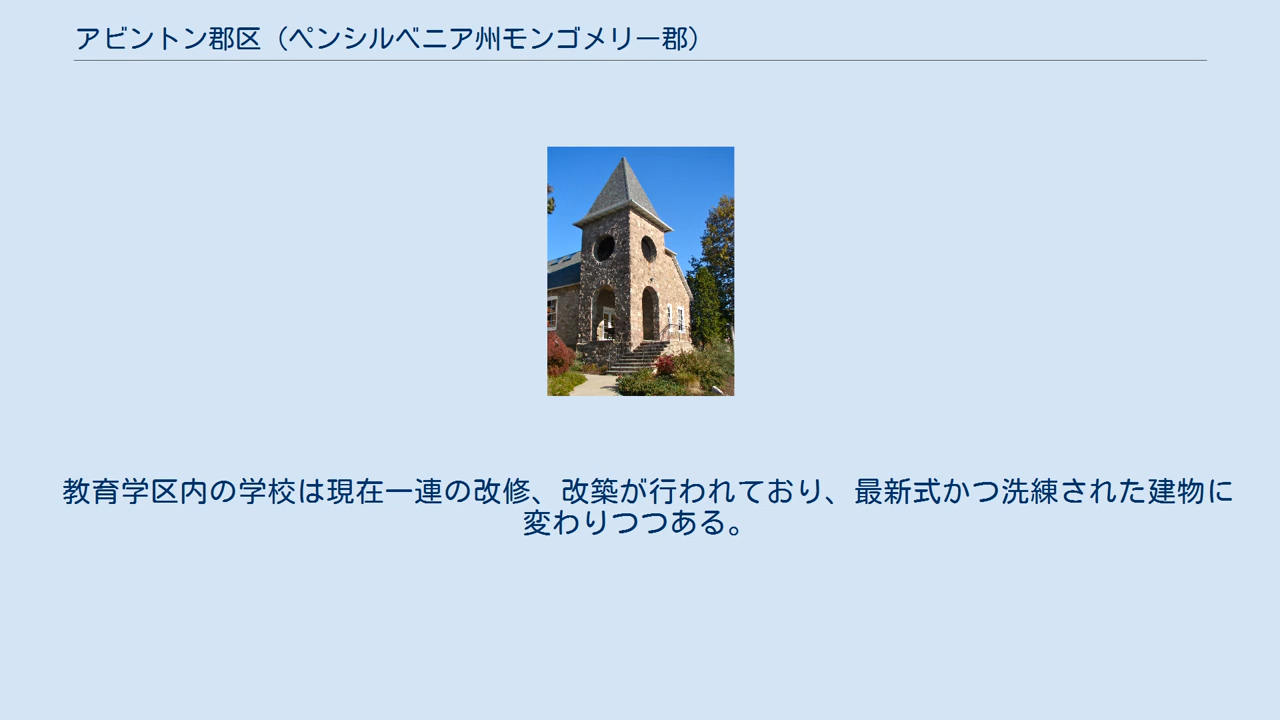 アビントン郡区（ペンシルベニア州モンゴメリー郡）
教育学区内の学校は現在一連の改修、改築が行われており、最新式かつ洗練された建物に
変わりつつある。